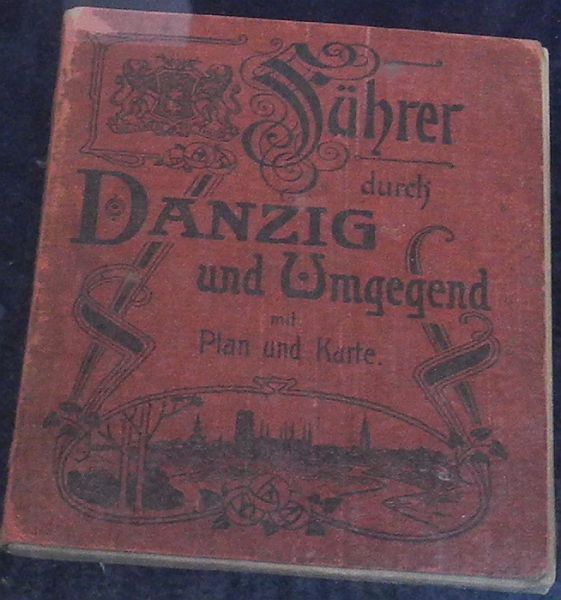 Führer
durch
DANZIG
und Umgegend
mit
Plan und Karte.